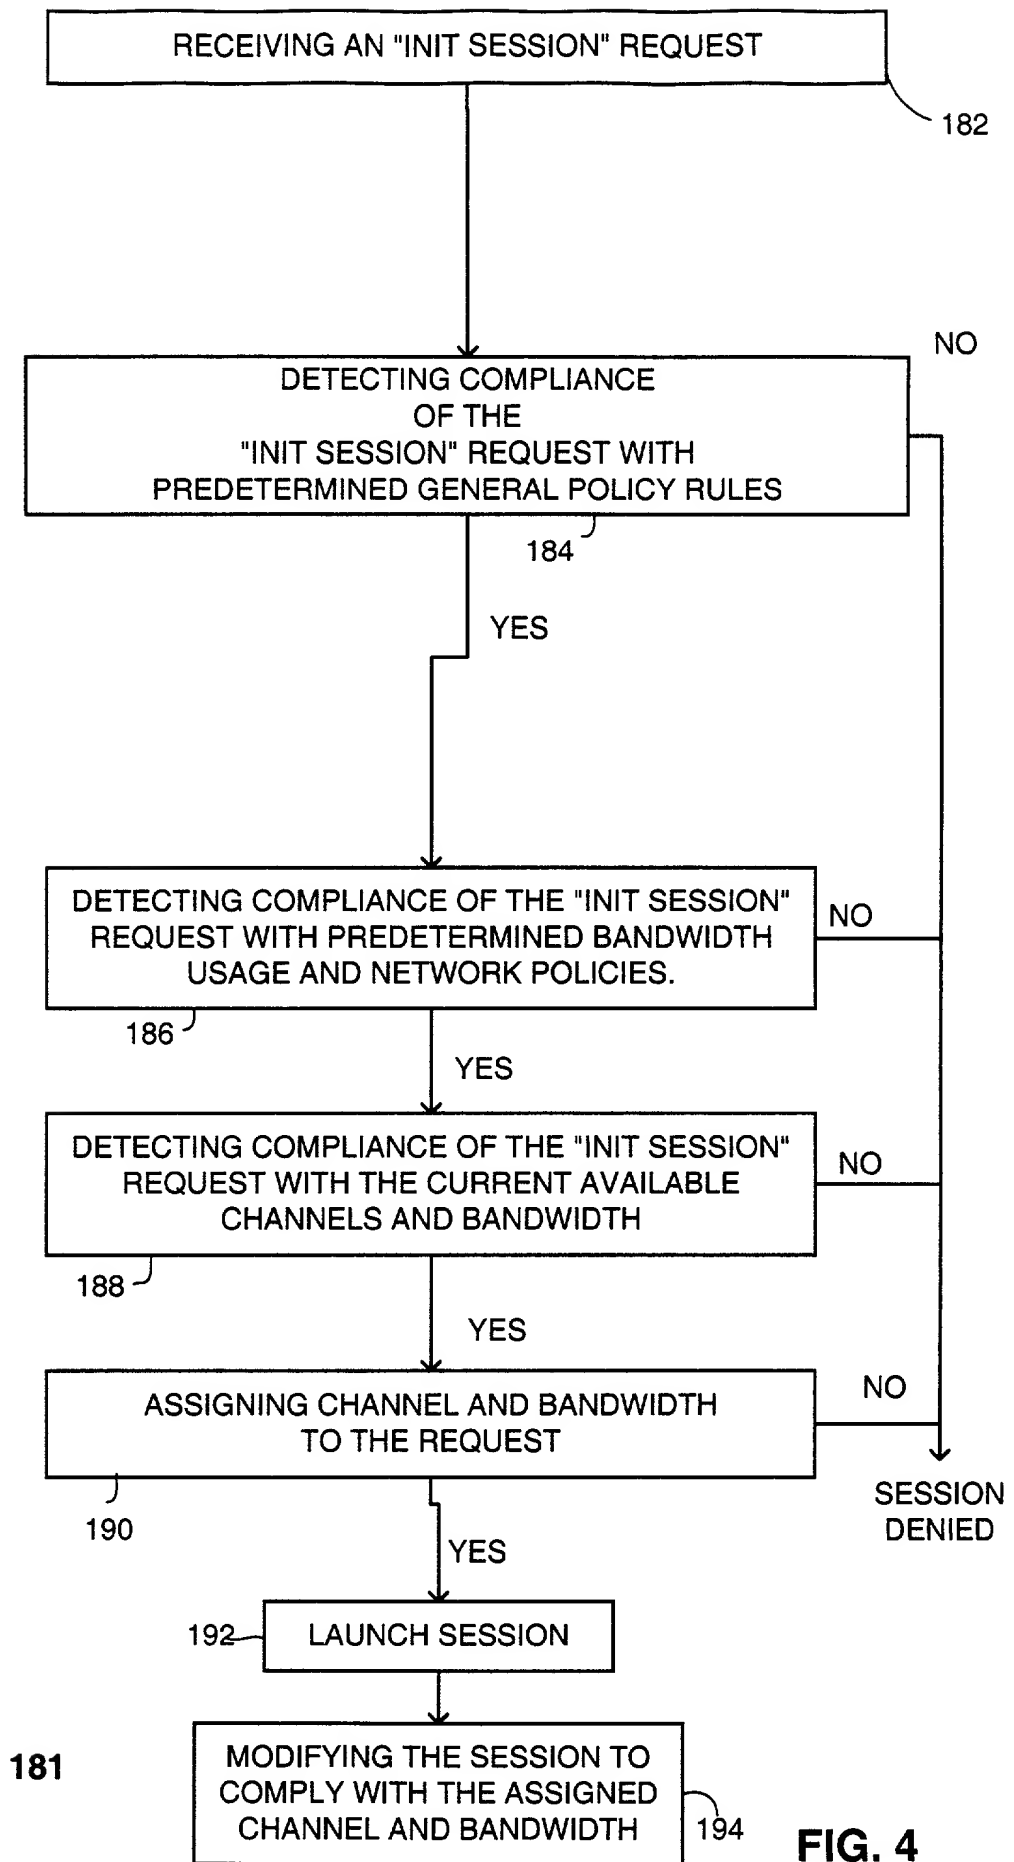 RECEIVING AN "INIT SESSION" REQUEST
182
NO
DETECTING COMPLIANCE
OF THE
"INIT SESSION" REQUEST WITH
PREDETERMINED GENERAL POLICY RULES
184
YES
DETECTING COMPLIANCE OF THE "INIT SESSION"
REQUEST WITH PREDETERMINED BANDWIDTH
USAGE AND NETWORK POLICIES.
NO
186
YES
DETECTING COMPLIANCE OF THE "INIT SESSION"
REQUEST WITH THE CURRENT AVAILABLE
CHANNELS AND BANDWIDTH
NO
188
YES
ASSIGNING CHANNEL AND BANDWIDTH
TO THE REQUEST
NO
SESSION
DENIED
190
YES
192
LAUNCH SESSION
181
MODIFYING THE SESSION TO
COMPLY WITH THE ASSIGNED
CHANNEL AND BANDWIDTH
194
FIG. 4